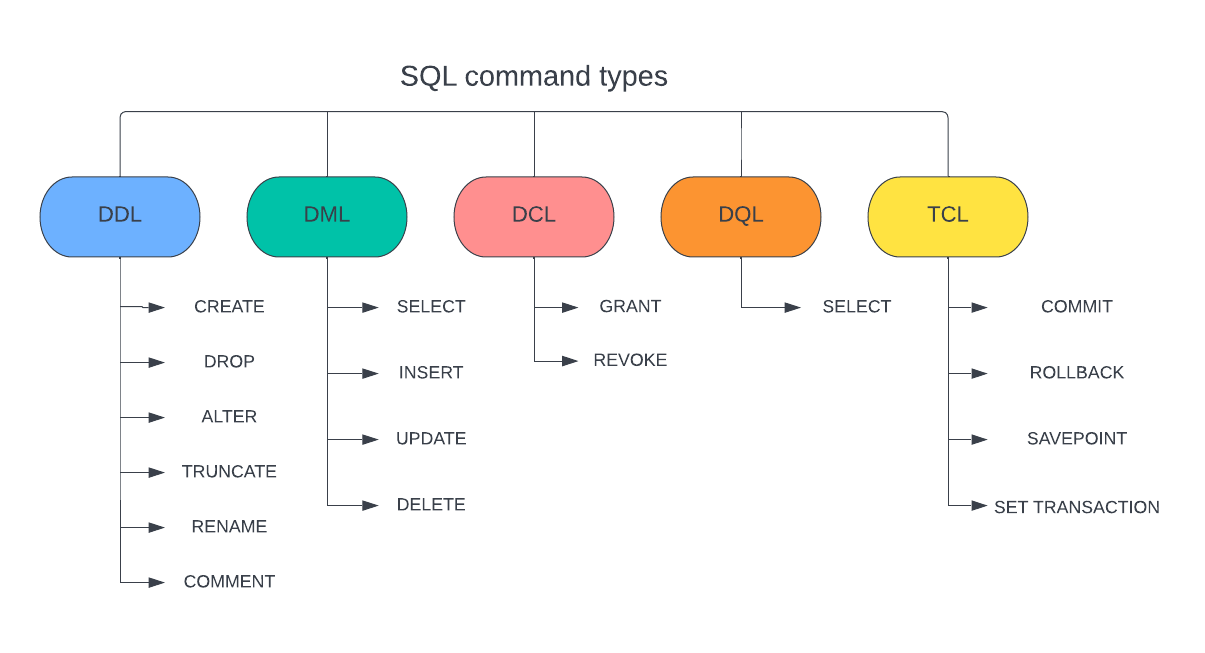 SQL command types
DDL
DML
DCL
DQL
TCL
CREATE
DROP
ALTER
TRUNCATE
RENAME
COMMENT
SELECT
INSERT
UPDATE
DELETE
GRANT
REVOKE
SELECT
COMMIT
ROLLBACK
SAVEPOINT
SET TRANSACTION